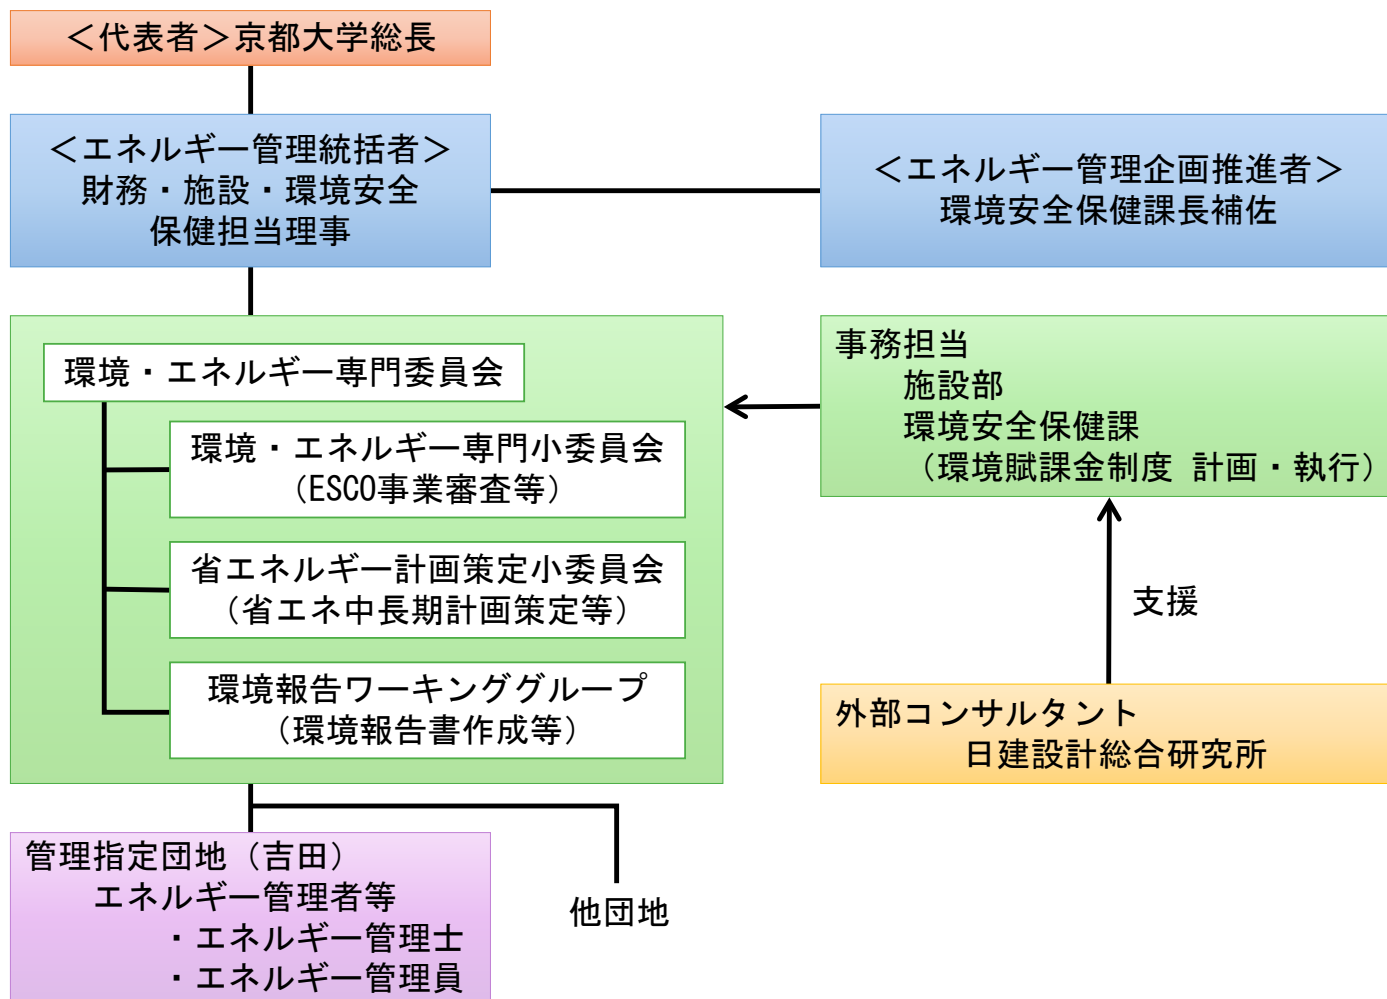 ＜代表者＞京都大学総長
＜エネルギー管理統括者＞
財務・施設・環境安全
保健担当理事
＜エネルギー管理企画推進者＞
環境安全保健課長補佐
環境・エネルギー専門委員会
環境・エネルギー専門小委員会
（ESCO事業審査等）
省エネルギー計画策定小委員会
（省エネ中長期計画策定等）
環境報告ワーキンググループ
（環境報告書作成等）
事務担当
施設部
環境安全保健課
（環境賦課金制度 計画・執行）
支援
外部コンサルタント
日建設計総合研究所
管理指定団地（吉田）
エネルギー管理者等
・エネルギー管理士
・エネルギー管理員
他団地